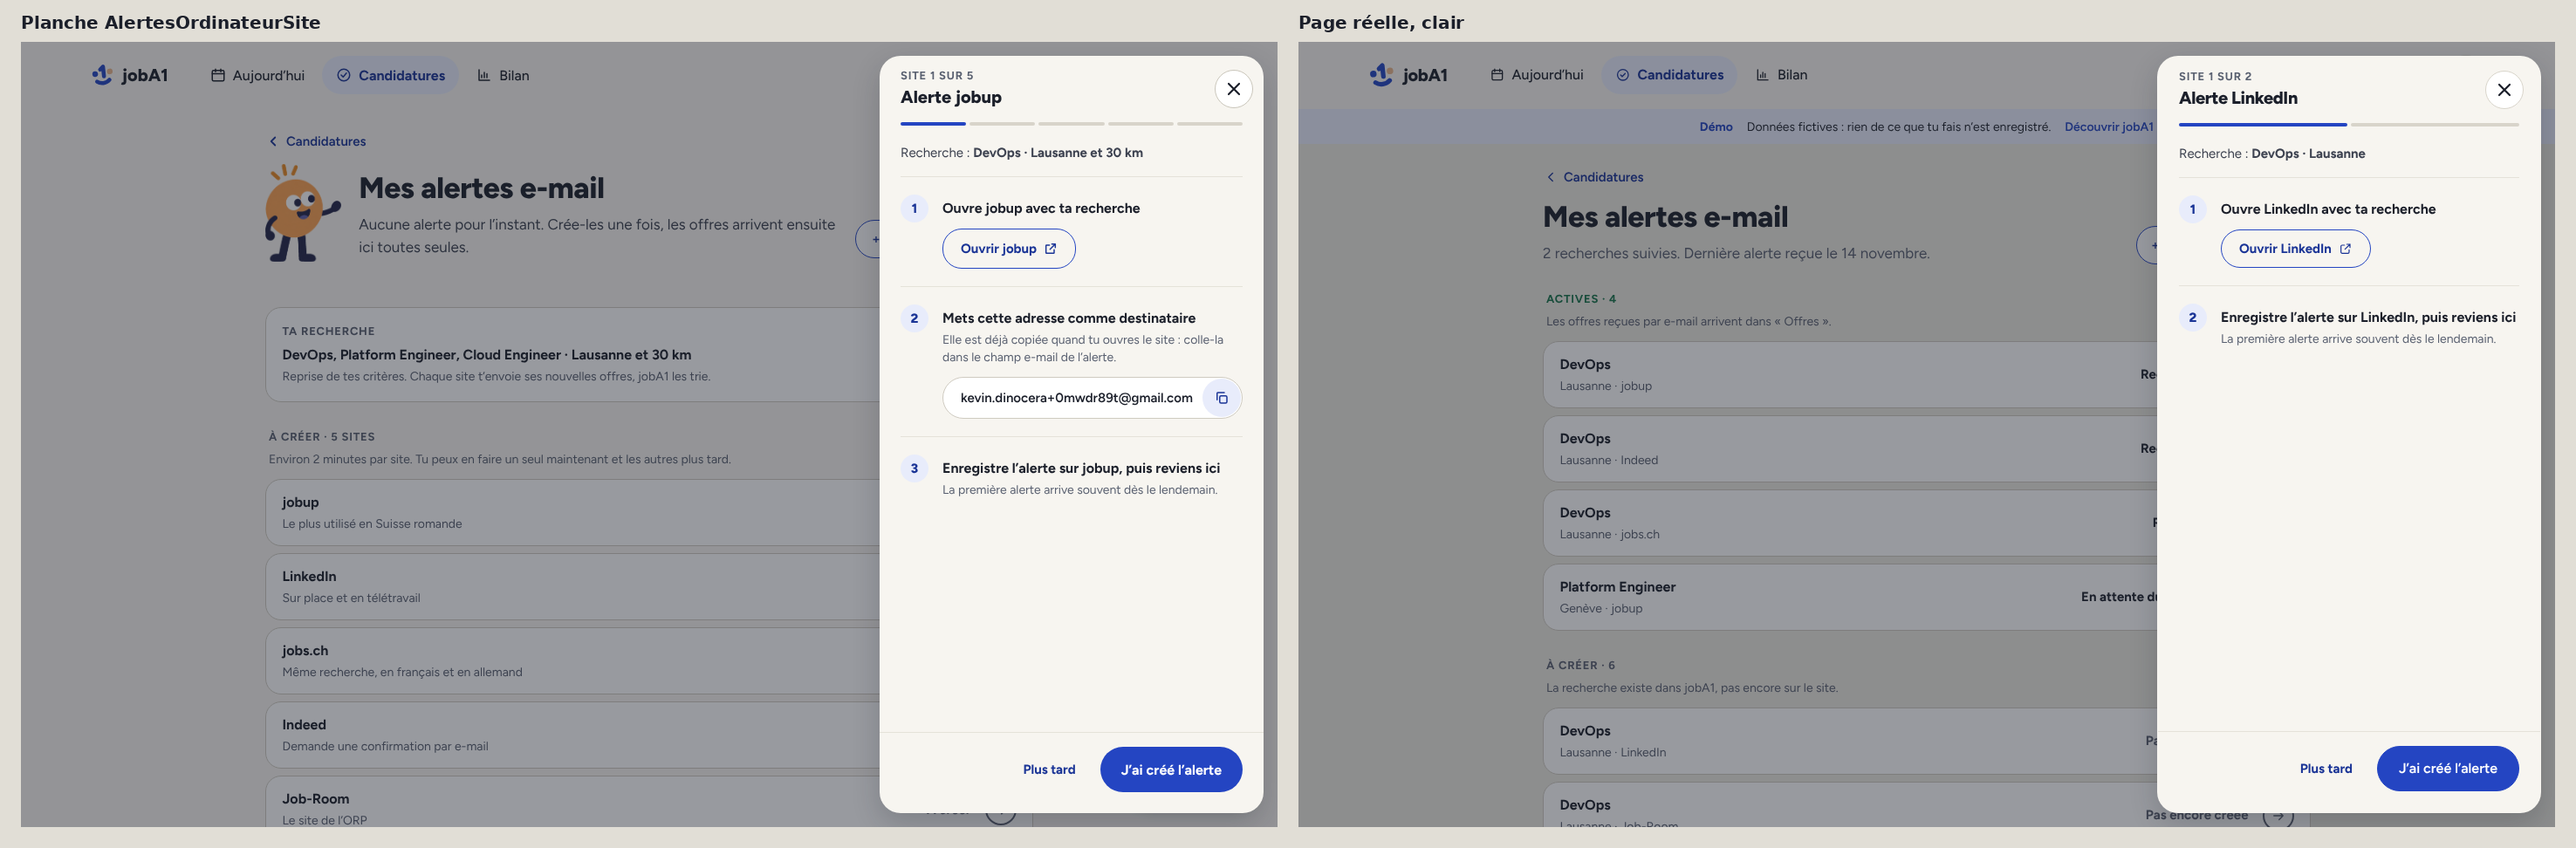 Planche AlertesOrdinateurSite
jobA1
Aujourd'hui
Candidatures
Bilan
Candidatures
Mes alertes e-mail
Aucune alerte pour l'instant. Crée-les une fois, les offres arrivent ensuite
ici toutes seules.
+
TA RECHERCHE
DevOps, Platform Engineer, Cloud Engineer · Lausanne et 30 km
Reprise de tes critères. Chaque site t'envoie ses nouvelles offres, jobA1 les trie.
À CRÉER · 5 SITES
Environ 2 minutes par site. Tu peux en faire un seul maintenant et les autres plus tard.
jobup
Le plus utilisé en Suisse romande
LinkedIn
Sur place et en télétravail
jobs.ch
Même recherche, en français et en allemand
Indeed
Demande une confirmation par e-mail
Job-Room
Le site de l'ORP
SITE 1 SUR 5
Alerte jobup
Recherche : DevOps · Lausanne et 30 km
1
Ouvre jobup avec ta recherche
Ouvrir jobup
2
Mets cette adresse comme destinataire
Elle est déjà copiée quand tu ouvres le site : colle-la
dans le champ e-mail de l'alerte.
kevin.dinocera+0mwdr89t@gmail.com
3
Enregistre l'alerte sur jobup, puis reviens ici
La première alerte arrive souvent dès le lendemain.
Plus tard
J'ai créé l'alerte
Page réelle, clair
jobA1
Aujourd'hui
Candidatures
Bilan
Démo Données fictives : rien de ce que tu fais n'est enregistré. Découvrir jobA1
Candidatures
Mes alertes e-mail
2 recherches suivies. Dernière alerte reçue le 14 novembre.
ACTIVES · 4
Les offres reçues par e-mail arrivent dans « Offres ».
DevOps
Lausanne · jobup
DevOps
Lausanne · Indeed
DevOps
Lausanne · jobs.ch
Platform Engineer
Genève · jobup
En attente
À CRÉER · 6
La recherche existe dans jobA1, pas encore sur le site.
DevOps
Lausanne · LinkedIn
DevOps
Lausanne · Job-Room
Pas encore créée
SITE 1 SUR 2
Alerte LinkedIn
Recherche : DevOps · Lausanne
1
Ouvre LinkedIn avec ta recherche
Ouvrir LinkedIn
2
Enregistre l'alerte sur LinkedIn, puis reviens ici
La première alerte arrive souvent dès le lendemain.
Plus tard
J'ai créé l'alerte